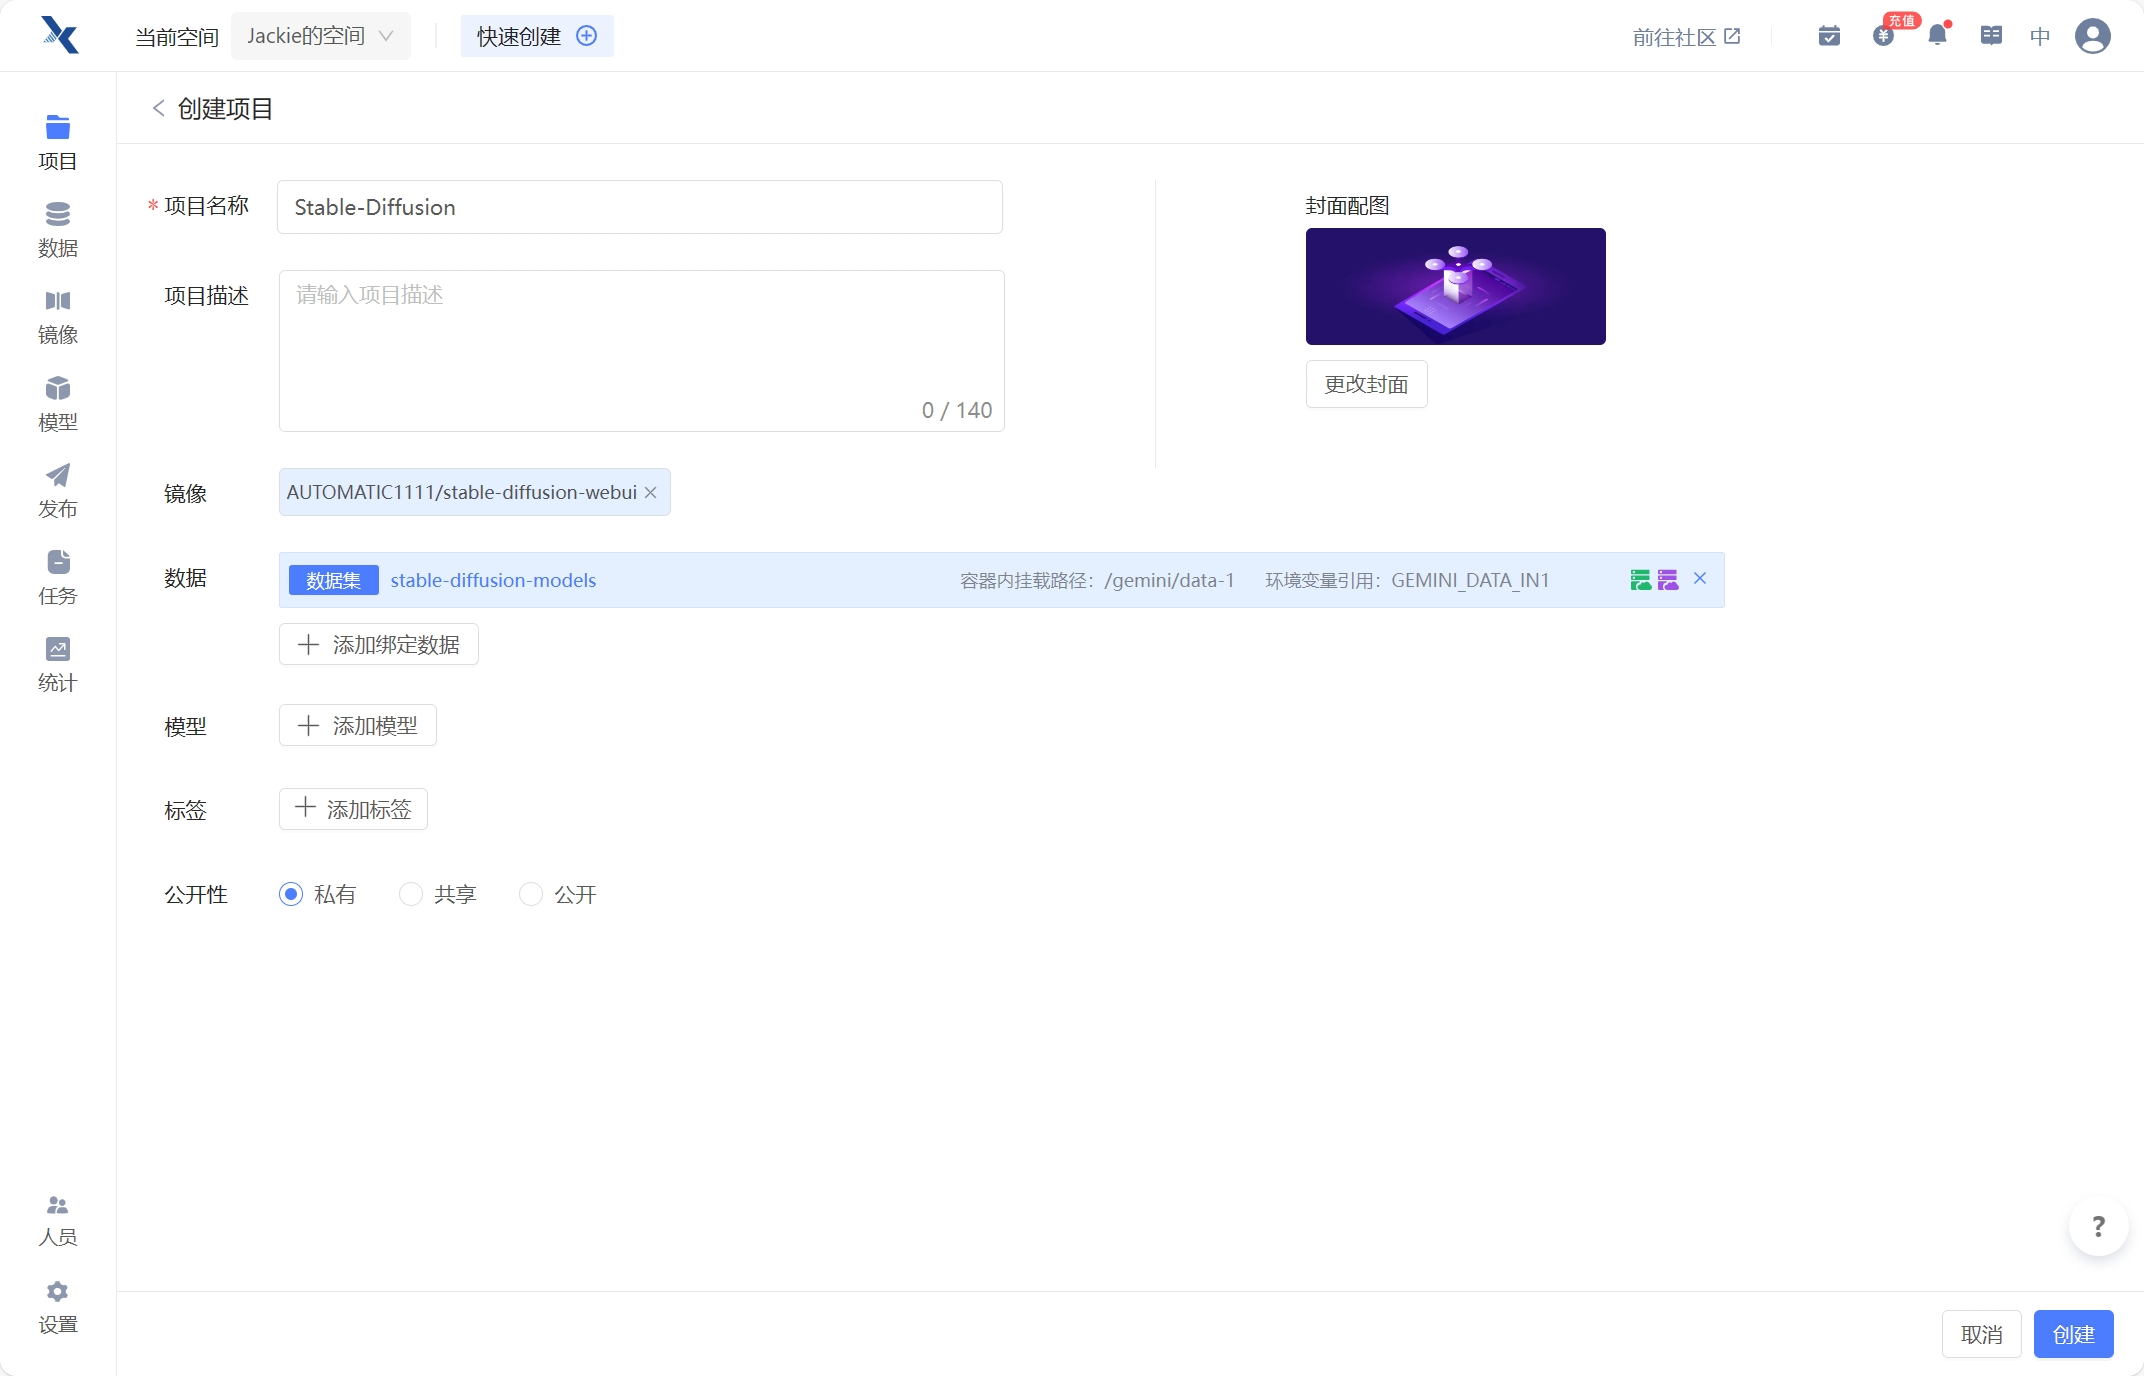 当前空间 Jackie的空间 快速创建 前往社区 充值 中
创建项目
项目
数据
镜像
模型
发布
任务
统计
人员
设置
* 项目名称 Stable-Diffusion
项目描述 请输入项目描述
0 / 140
封面配图
更改封面
镜像 AUTOMATIC1111/stable-diffusion-webui
数据 数据集 stable-diffusion-models 容器内挂载路径：/gemini/data-1 环境变量引用：GEMINI_DATA_IN1
添加绑定数据
模型 添加模型
标签 添加标签
公开性 私有 共享 公开
?
取消 创建